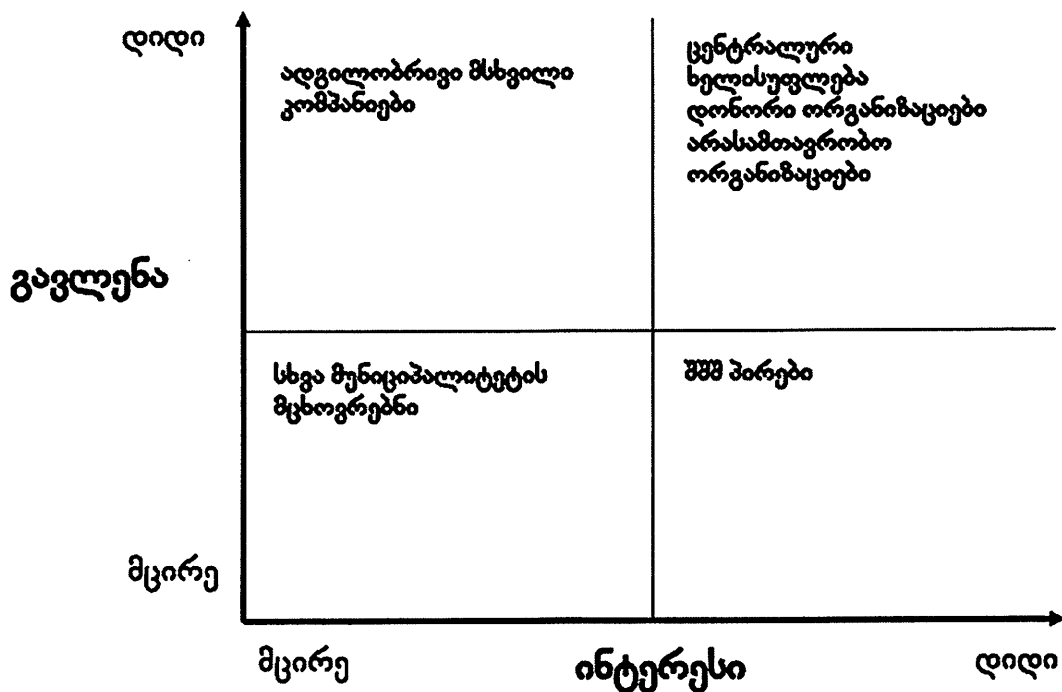 დიდი
ადგილობრივი მსხვილი
კომპანიები
ცენტრალური
ხელისუფლება
დონორი ორგანიზაციები
არასამთავრობო
ორგანიზაციები
გავლენა
სხვა მუნიციპალიტეტის
მცხოვრებნი
შშმ პირები
მცირე
მცირე
ინტერესი
დიდი